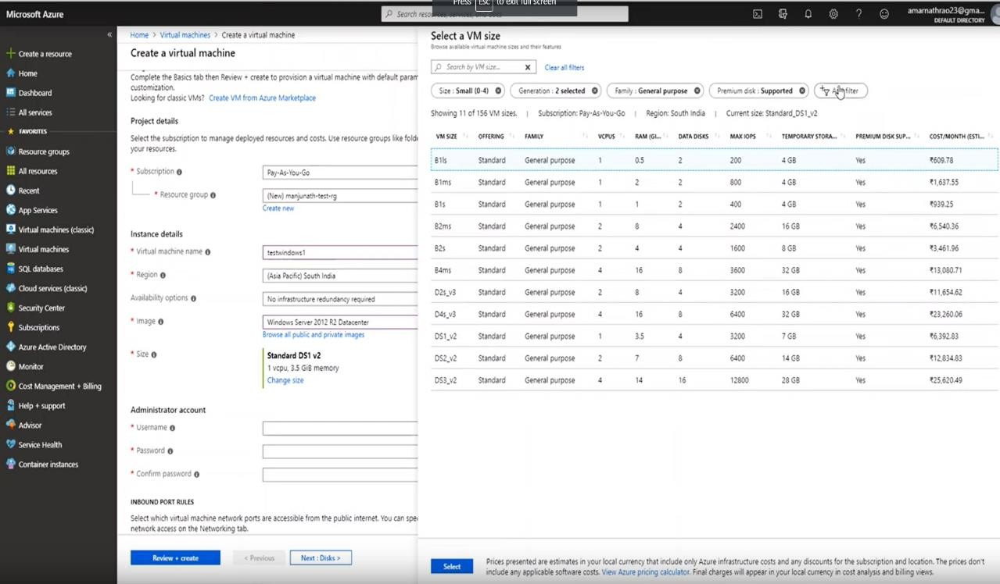 Press Esc to exit full screen
Microsoft Azure
Search resources, services, and docs
amarnathrao23@gma...
DEFAULT DIRECTORY
Create a resource
Home
Dashboard
All services
FAVORITES
Resource groups
All resources
Recent
App Services
Virtual machines (classic)
Virtual machines
SQL databases
Cloud services (classic)
Security Center
Subscriptions
Azure Active Directory
Monitor
Cost Management + Billing
Help + support
Advisor
Service Health
Container instances
Home > Virtual machines > Create a virtual machine
Create a virtual machine
Complete the Basics tab then Review + create to provision a virtual machine with default param
customization.
Looking for classic VMs? Create VM from Azure Marketplace
Project details
Select the subscription to manage deployed resources and costs. Use resource groups like folde
your resources.
* Subscription
Pay-As-You-Go
* Resource group
(New) manjunath-test-rg
Create new
Instance details
* Virtual machine name
testwindows1
* Region
(Asia Pacific) South India
Availability options
No infrastructure redundancy required
* Image
Windows Server 2012 R2 Datacenter
Browse all public and private images
* Size
Standard DS1 v2
1 vcpu, 3.5 GiB memory
Change size
Administrator account
* Username
* Password
* Confirm password
INBOUND PORT RULES
Select which virtual machine network ports are accessible from the public internet. You can spe
network access on the Networking tab.
Review + create < Previous Next : Disks >
Select a VM size
Browse available virtual machine sizes and their features
Search by VM size... Clear all filters
Size : Small (0-4) Generation : 2 selected Family : General purpose Premium disk : Supported filter
Showing 11 of 156 VM sizes. | Subscription: Pay-As-You-Go | Region: South India | Current size: Standard_DS1_v2
VM SIZE OFFERING FAMILY VCPUS RAM (GI... DATA DISKS MAX IOPS TEMPORARY STORA... PREMIUM DISK SUP... COST/MONTH (ESTI...
B1ls Standard General purpose 1 0.5 2 200 4 GB Yes ₹609.78
B1ms Standard General purpose 1 2 2 800 4 GB Yes ₹1,637.55
B1s Standard General purpose 1 1 2 400 4 GB Yes ₹939.25
B2ms Standard General purpose 2 8 4 2400 16 GB Yes ₹6,540.36
B2s Standard General purpose 2 4 4 1600 8 GB Yes ₹3,461.96
B4ms Standard General purpose 4 16 8 3600 32 GB Yes ₹13,080.71
D2s_v3 Standard General purpose 2 8 4 3200 16 GB Yes ₹11,654.62
D4s_v3 Standard General purpose 4 16 8 6400 32 GB Yes ₹23,260.06
DS1_v2 Standard General purpose 1 3.5 4 3200 7 GB Yes ₹6,392.83
DS2_v2 Standard General purpose 2 7 8 6400 14 GB Yes ₹12,834.83
DS3_v2 Standard General purpose 4 14 16 12800 28 GB Yes ₹25,620.49
Select
Prices presented are estimates in your local currency that include only Azure infrastructure costs and any discounts for the subscription and location. The prices don't
include any applicable software costs. View Azure pricing calculator. Final charges will appear in your local currency in cost analysis and billing views.